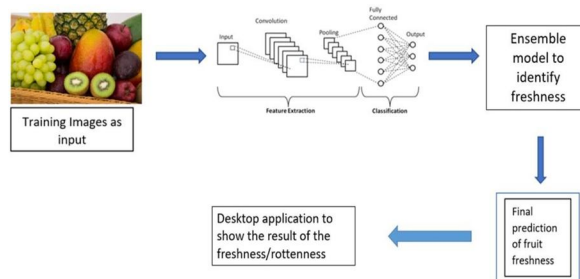 Training Images as
input
Input
Convolution
Pooling
Fully
Connected
Output
Feature Extraction
Classification
Ensemble
model to
identify
freshness
Final
prediction
of fruit
freshness
Desktop application to
show the result of the
freshness/rottenness